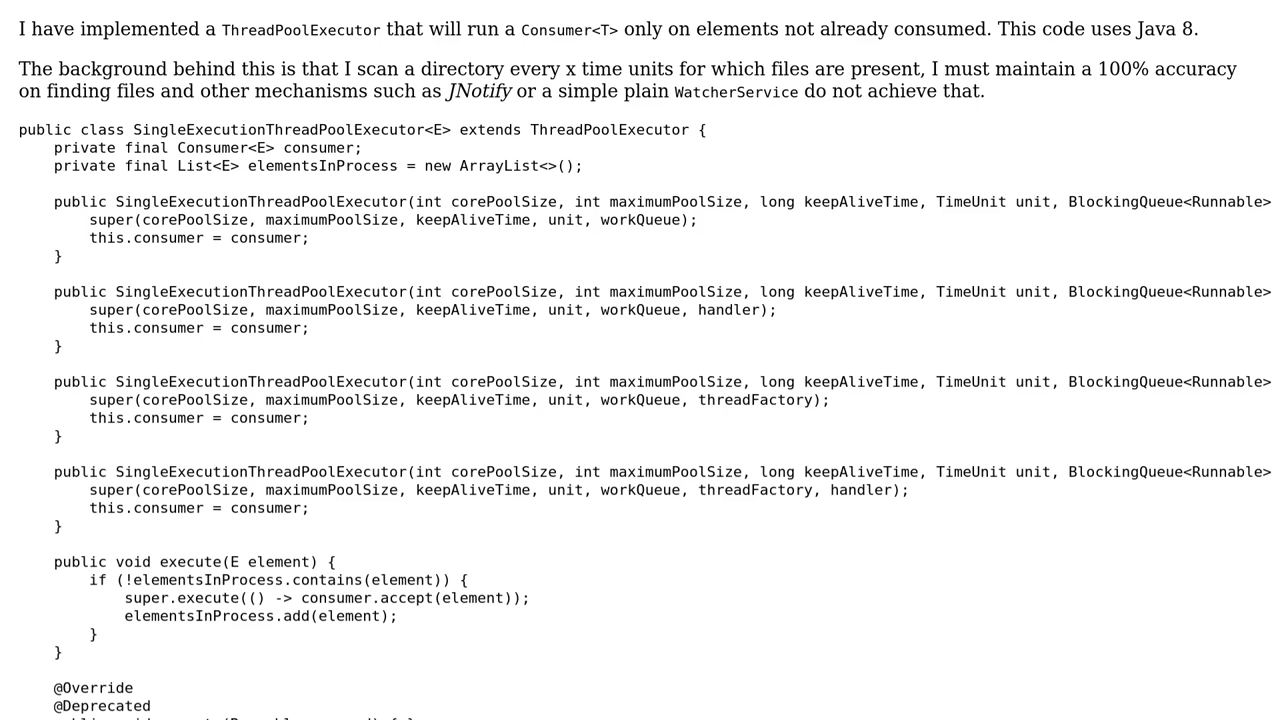 I have implemented a ThreadPoolExecutor that will run a Consumer<T> only on elements not already consumed. This code uses Java 8.
The background behind this is that I scan a directory every x time units for which files are present, I must maintain a 100% accuracy
on finding files and other mechanisms such as JNotify or a simple plain WatcherService do not achieve that.
public class SingleExecutionThreadPoolExecutor<E> extends ThreadPoolExecutor {
    private final Consumer<E> consumer;
    private final List<E> elementsInProcess = new ArrayList<>();
    public SingleExecutionThreadPoolExecutor(int corePoolSize, int maximumPoolSize, long keepAliveTime, TimeUnit unit, BlockingQueue<Runnable>
        super(corePoolSize, maximumPoolSize, keepAliveTime, unit, workQueue);
        this.consumer = consumer;
    }
    public SingleExecutionThreadPoolExecutor(int corePoolSize, int maximumPoolSize, long keepAliveTime, TimeUnit unit, BlockingQueue<Runnable>
        super(corePoolSize, maximumPoolSize, keepAliveTime, unit, workQueue, handler);
        this.consumer = consumer;
    }
    public SingleExecutionThreadPoolExecutor(int corePoolSize, int maximumPoolSize, long keepAliveTime, TimeUnit unit, BlockingQueue<Runnable>
        super(corePoolSize, maximumPoolSize, keepAliveTime, unit, workQueue, threadFactory);
        this.consumer = consumer;
    }
    public SingleExecutionThreadPoolExecutor(int corePoolSize, int maximumPoolSize, long keepAliveTime, TimeUnit unit, BlockingQueue<Runnable>
        super(corePoolSize, maximumPoolSize, keepAliveTime, unit, workQueue, threadFactory, handler);
        this.consumer = consumer;
    }
    public void execute(E element) {
        if (!elementsInProcess.contains(element)) {
            super.execute(() -> consumer.accept(element));
            elementsInProcess.add(element);
        }
    }
    @Override
    @Deprecated